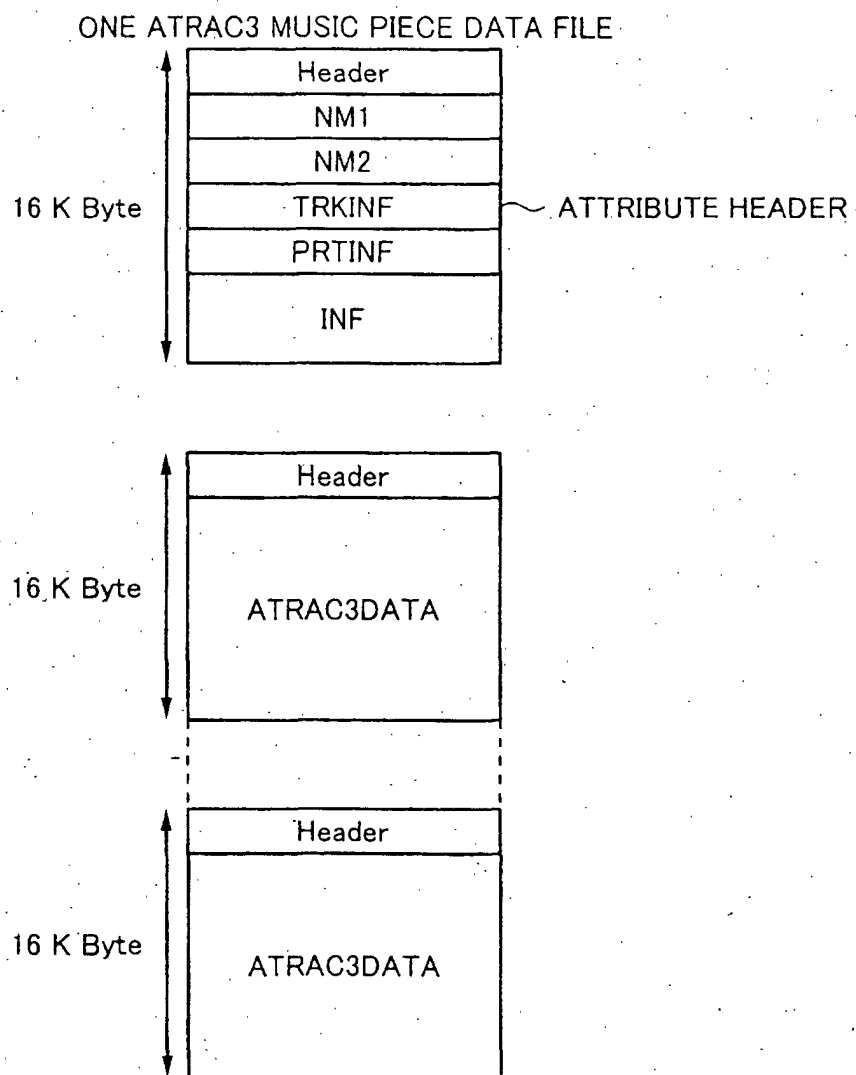 ONE ATRAC3 MUSIC PIECE DATA FILE
Header
NM1
NM2
16 K Byte
TRKINF
ATTRIBUTE HEADER
PRTINF
INF
Header
16 K Byte
ATRAC3DATA
Header
16 K Byte
ATRAC3DATA